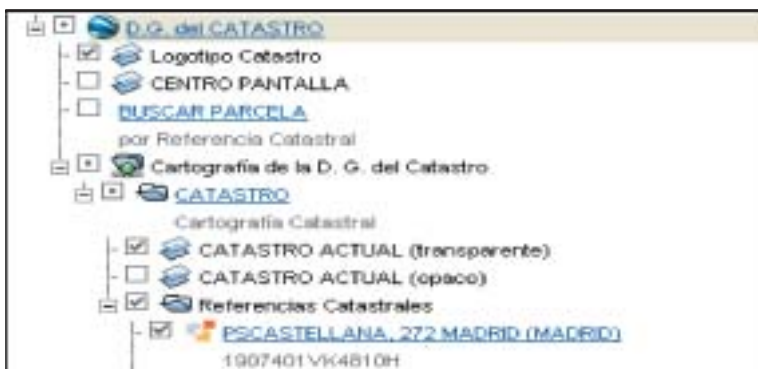 D.G. del CATASTRO
Logotipo Catastro
CENTRO PANTALLA
BUSCAR PARCELA
por Referencia Catastral
Cartografía de la D. G. del Catastro
CATASTRO
Cartografía Catastral
CATASTRO ACTUAL (transparente)
CATASTRO ACTUAL (opaco)
Referencias Catastrales
PSCASTELLANA, 272 MADRID (MADRID)
1907401VK4810H